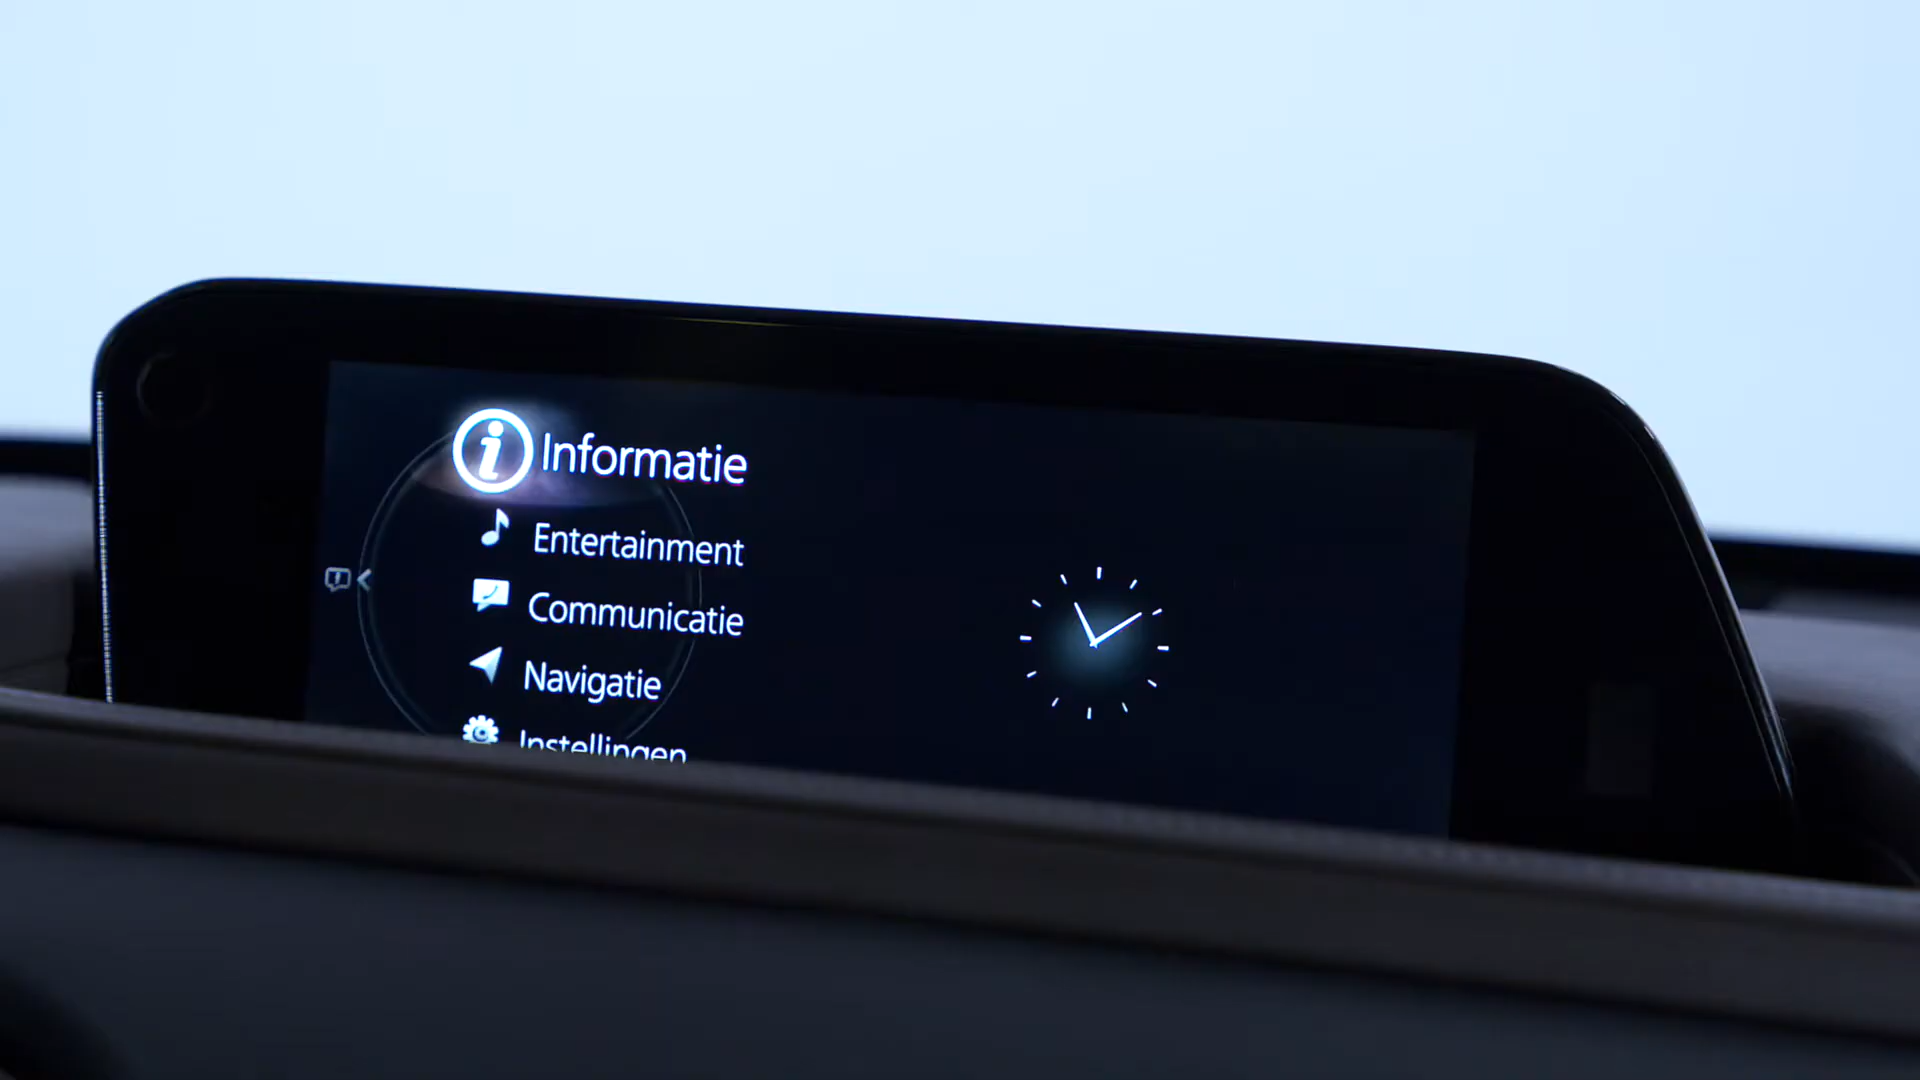 Informatie
Entertainment
Communicatie
Navigatie
Instellingen